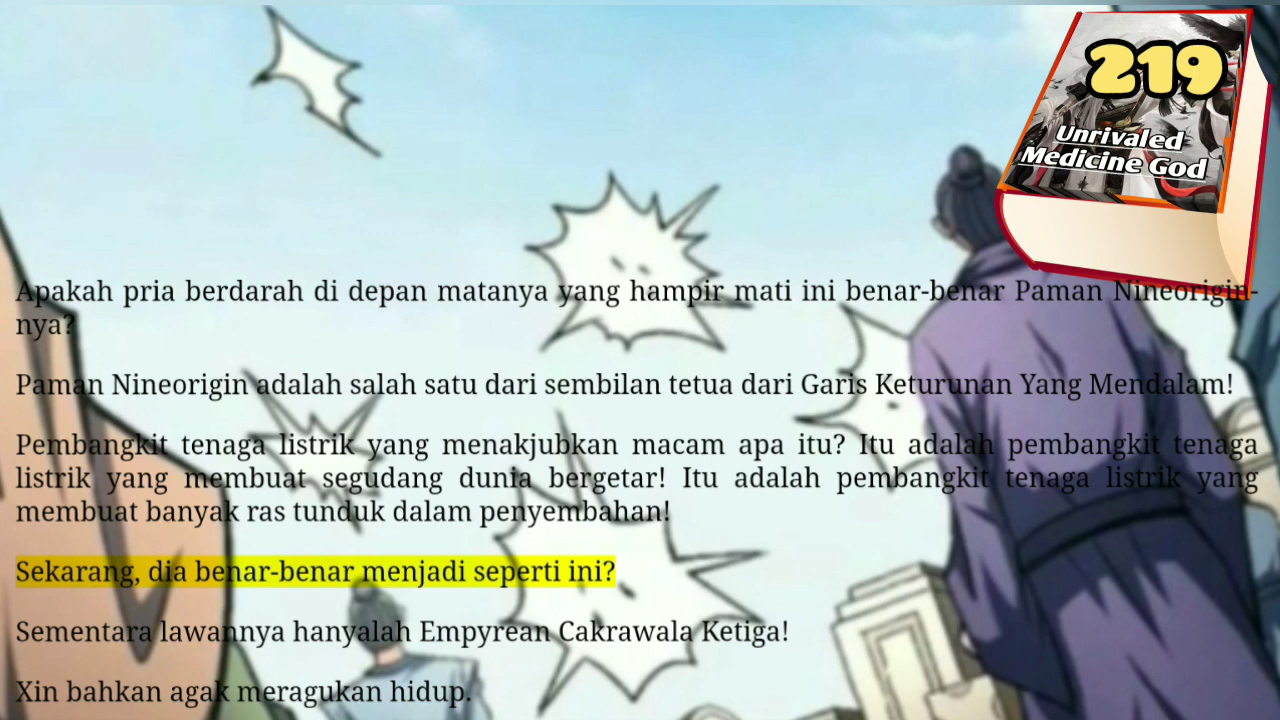 219
Unrivaled
Medicine God
Apakah pria berdarah di depan matanya yang hampir mati ini benar-benar Paman Nineorigin-
nya?
Paman Nineorigin adalah salah satu dari sembilan tetua dari Garis Keturunan Yang Mendalam!
Pembangkit tenaga listrik yang menakjubkan macam apa itu? Itu adalah pembangkit tenaga
listrik yang membuat segudang dunia bergetar! Itu adalah pembangkit tenaga listrik yang
membuat banyak ras tunduk dalam penyembahan!
Sekarang, dia benar-benar menjadi seperti ini?
Sementara lawannya hanyalah Empyrean Cakrawala Ketiga!
Xin bahkan agak meragukan hidup.